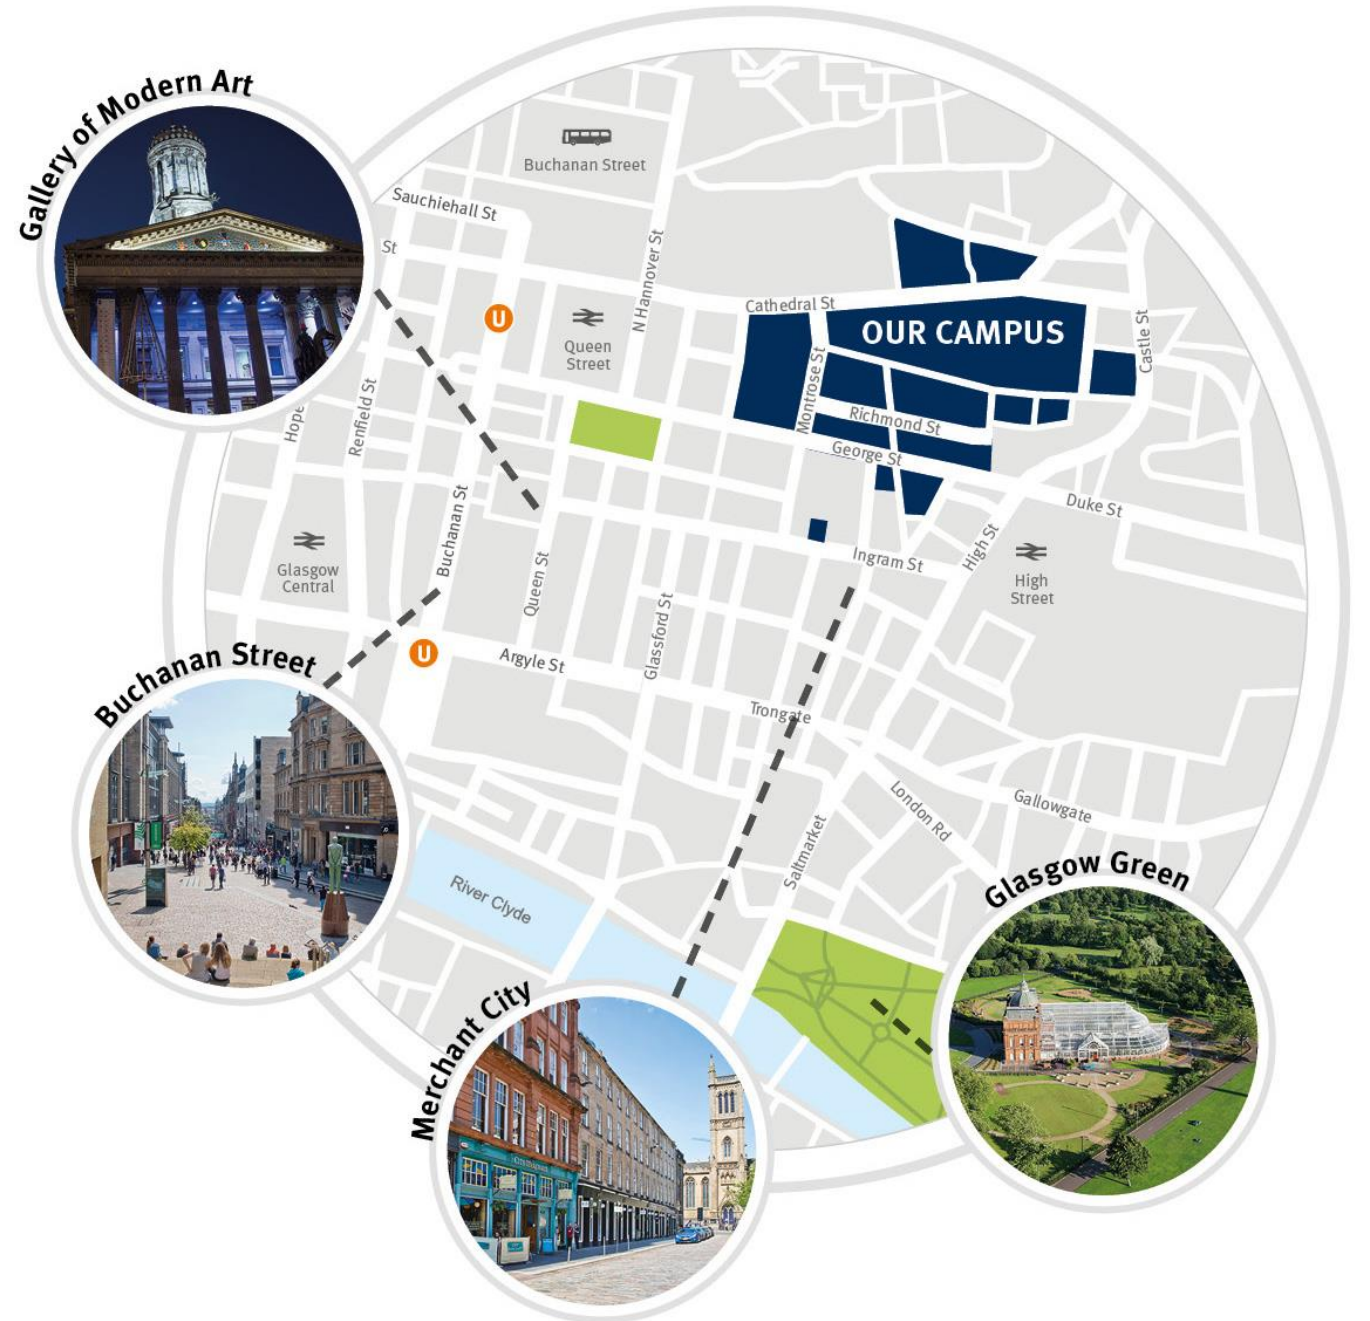 Gallery of Modern Art
Buchanan Street
Sauchiehall St
St
N Hannover St
U
Queen
Street
Cathedral St
OUR CAMPUS
Castle St
Montrose St
Richmond St
George St
Hope
Renfield St
Buchanan St
Duke St
Glasgow
Central
Queen St
Ingram St
High St
High
Street
Glassford St
U
Argyle St
Buchanan Street
Trongate
London Rd
Gallowgate
Saltmarket
River Clyde
Glasgow Green
Merchant City